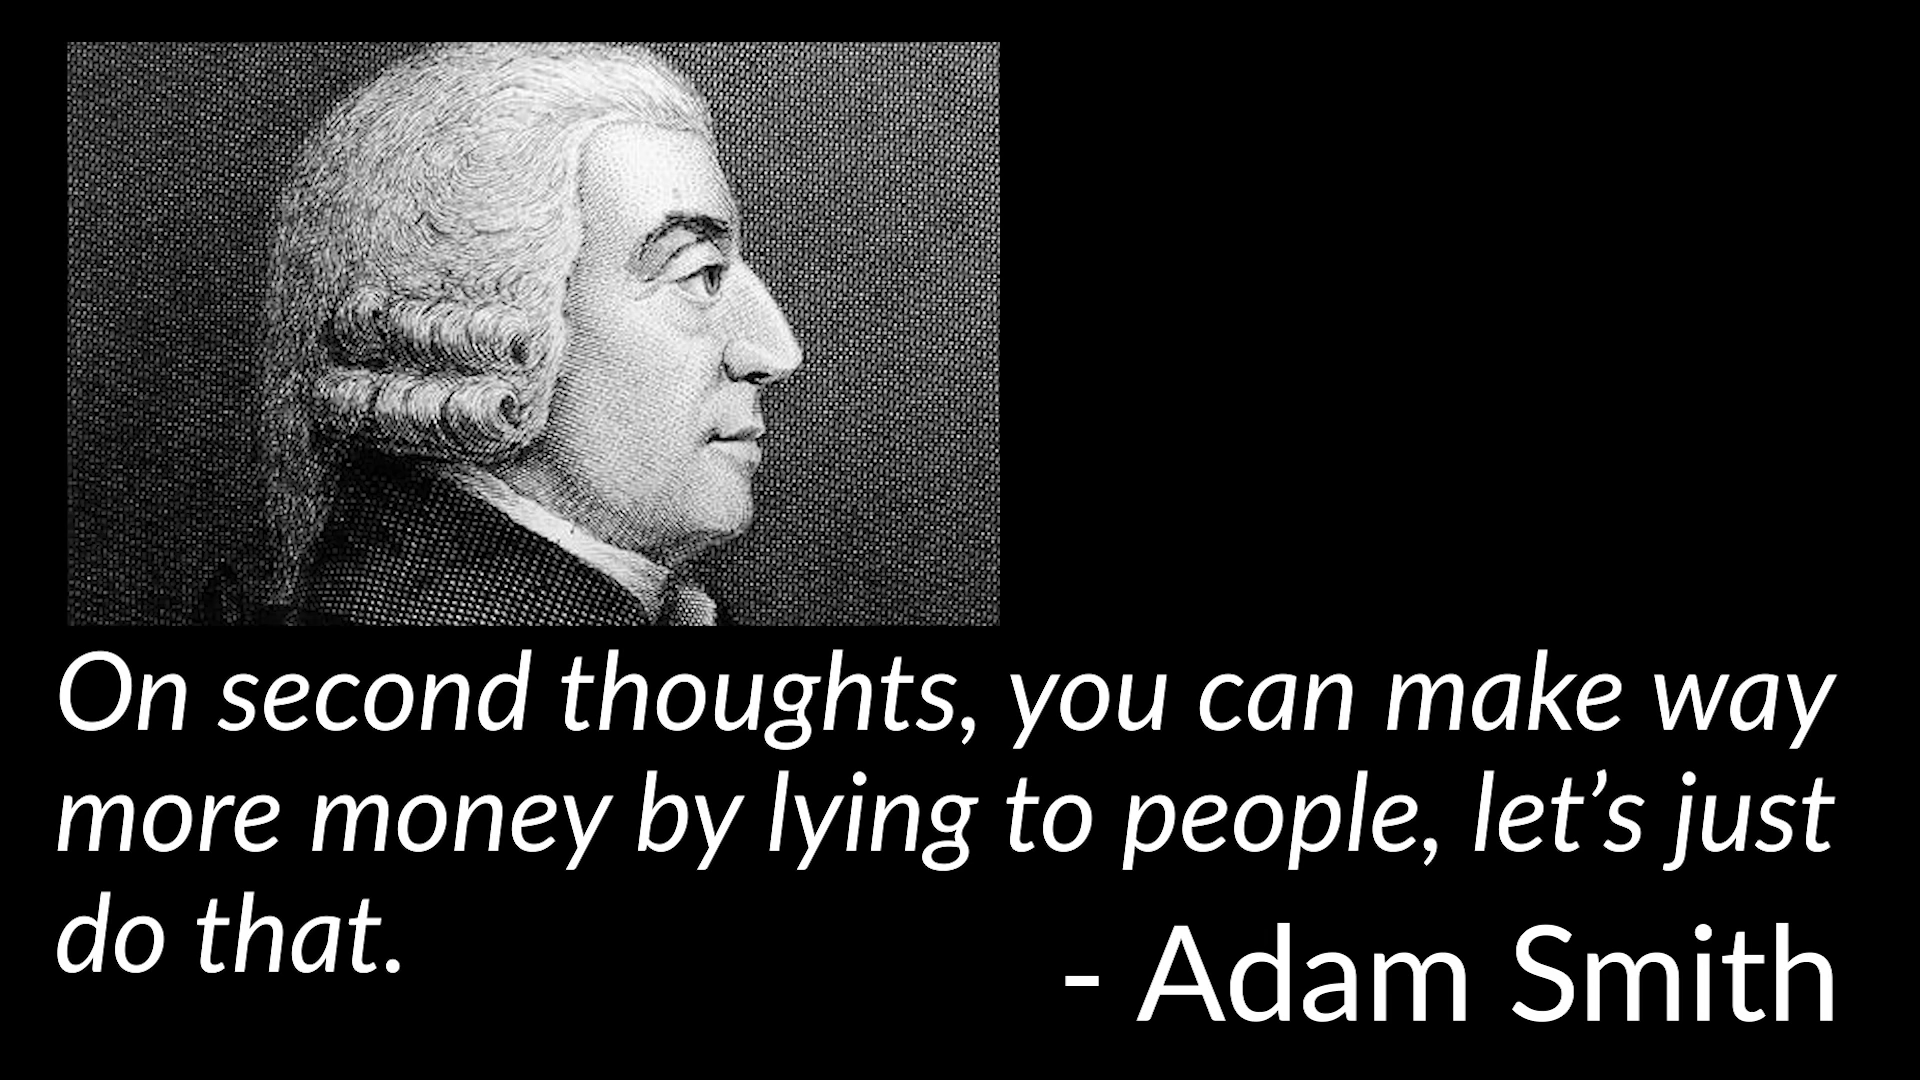 On second thoughts, you can make way
more money by lying to people, let’s just
do that.
- Adam Smith